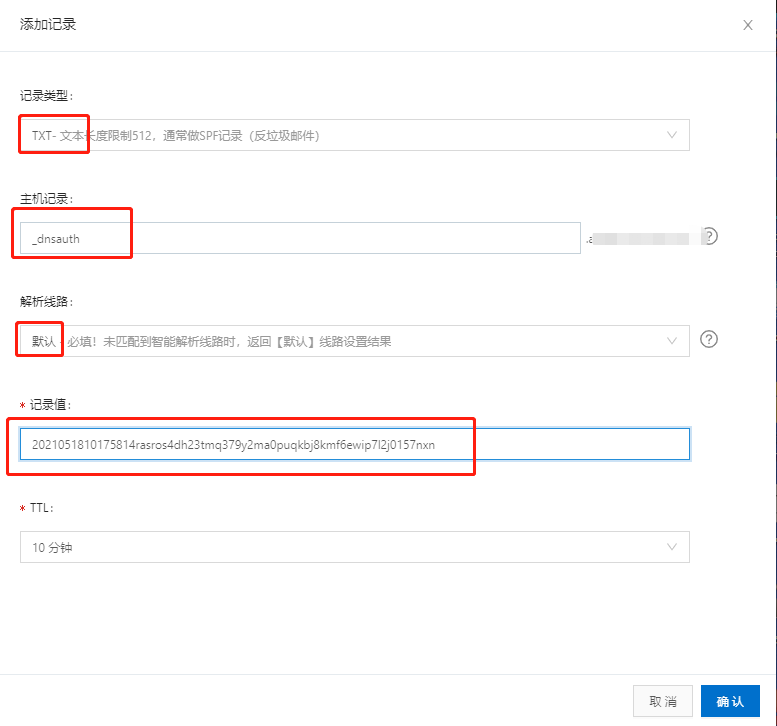 添加记录
记录类型：
TXT- 文本长度限制512，通常做SPF记录（反垃圾邮件）
主机记录：
_dnsauth
.a
解析线路：
默认 - 必填！未匹配到智能解析线路时，返回【默认】线路设置结果
* 记录值：
2021051810175814rasros4dh23tmq379y2ma0puqkbj8kmf6ewip7l2j0157nxn
* TTL：
10 分钟
取 消
确 认